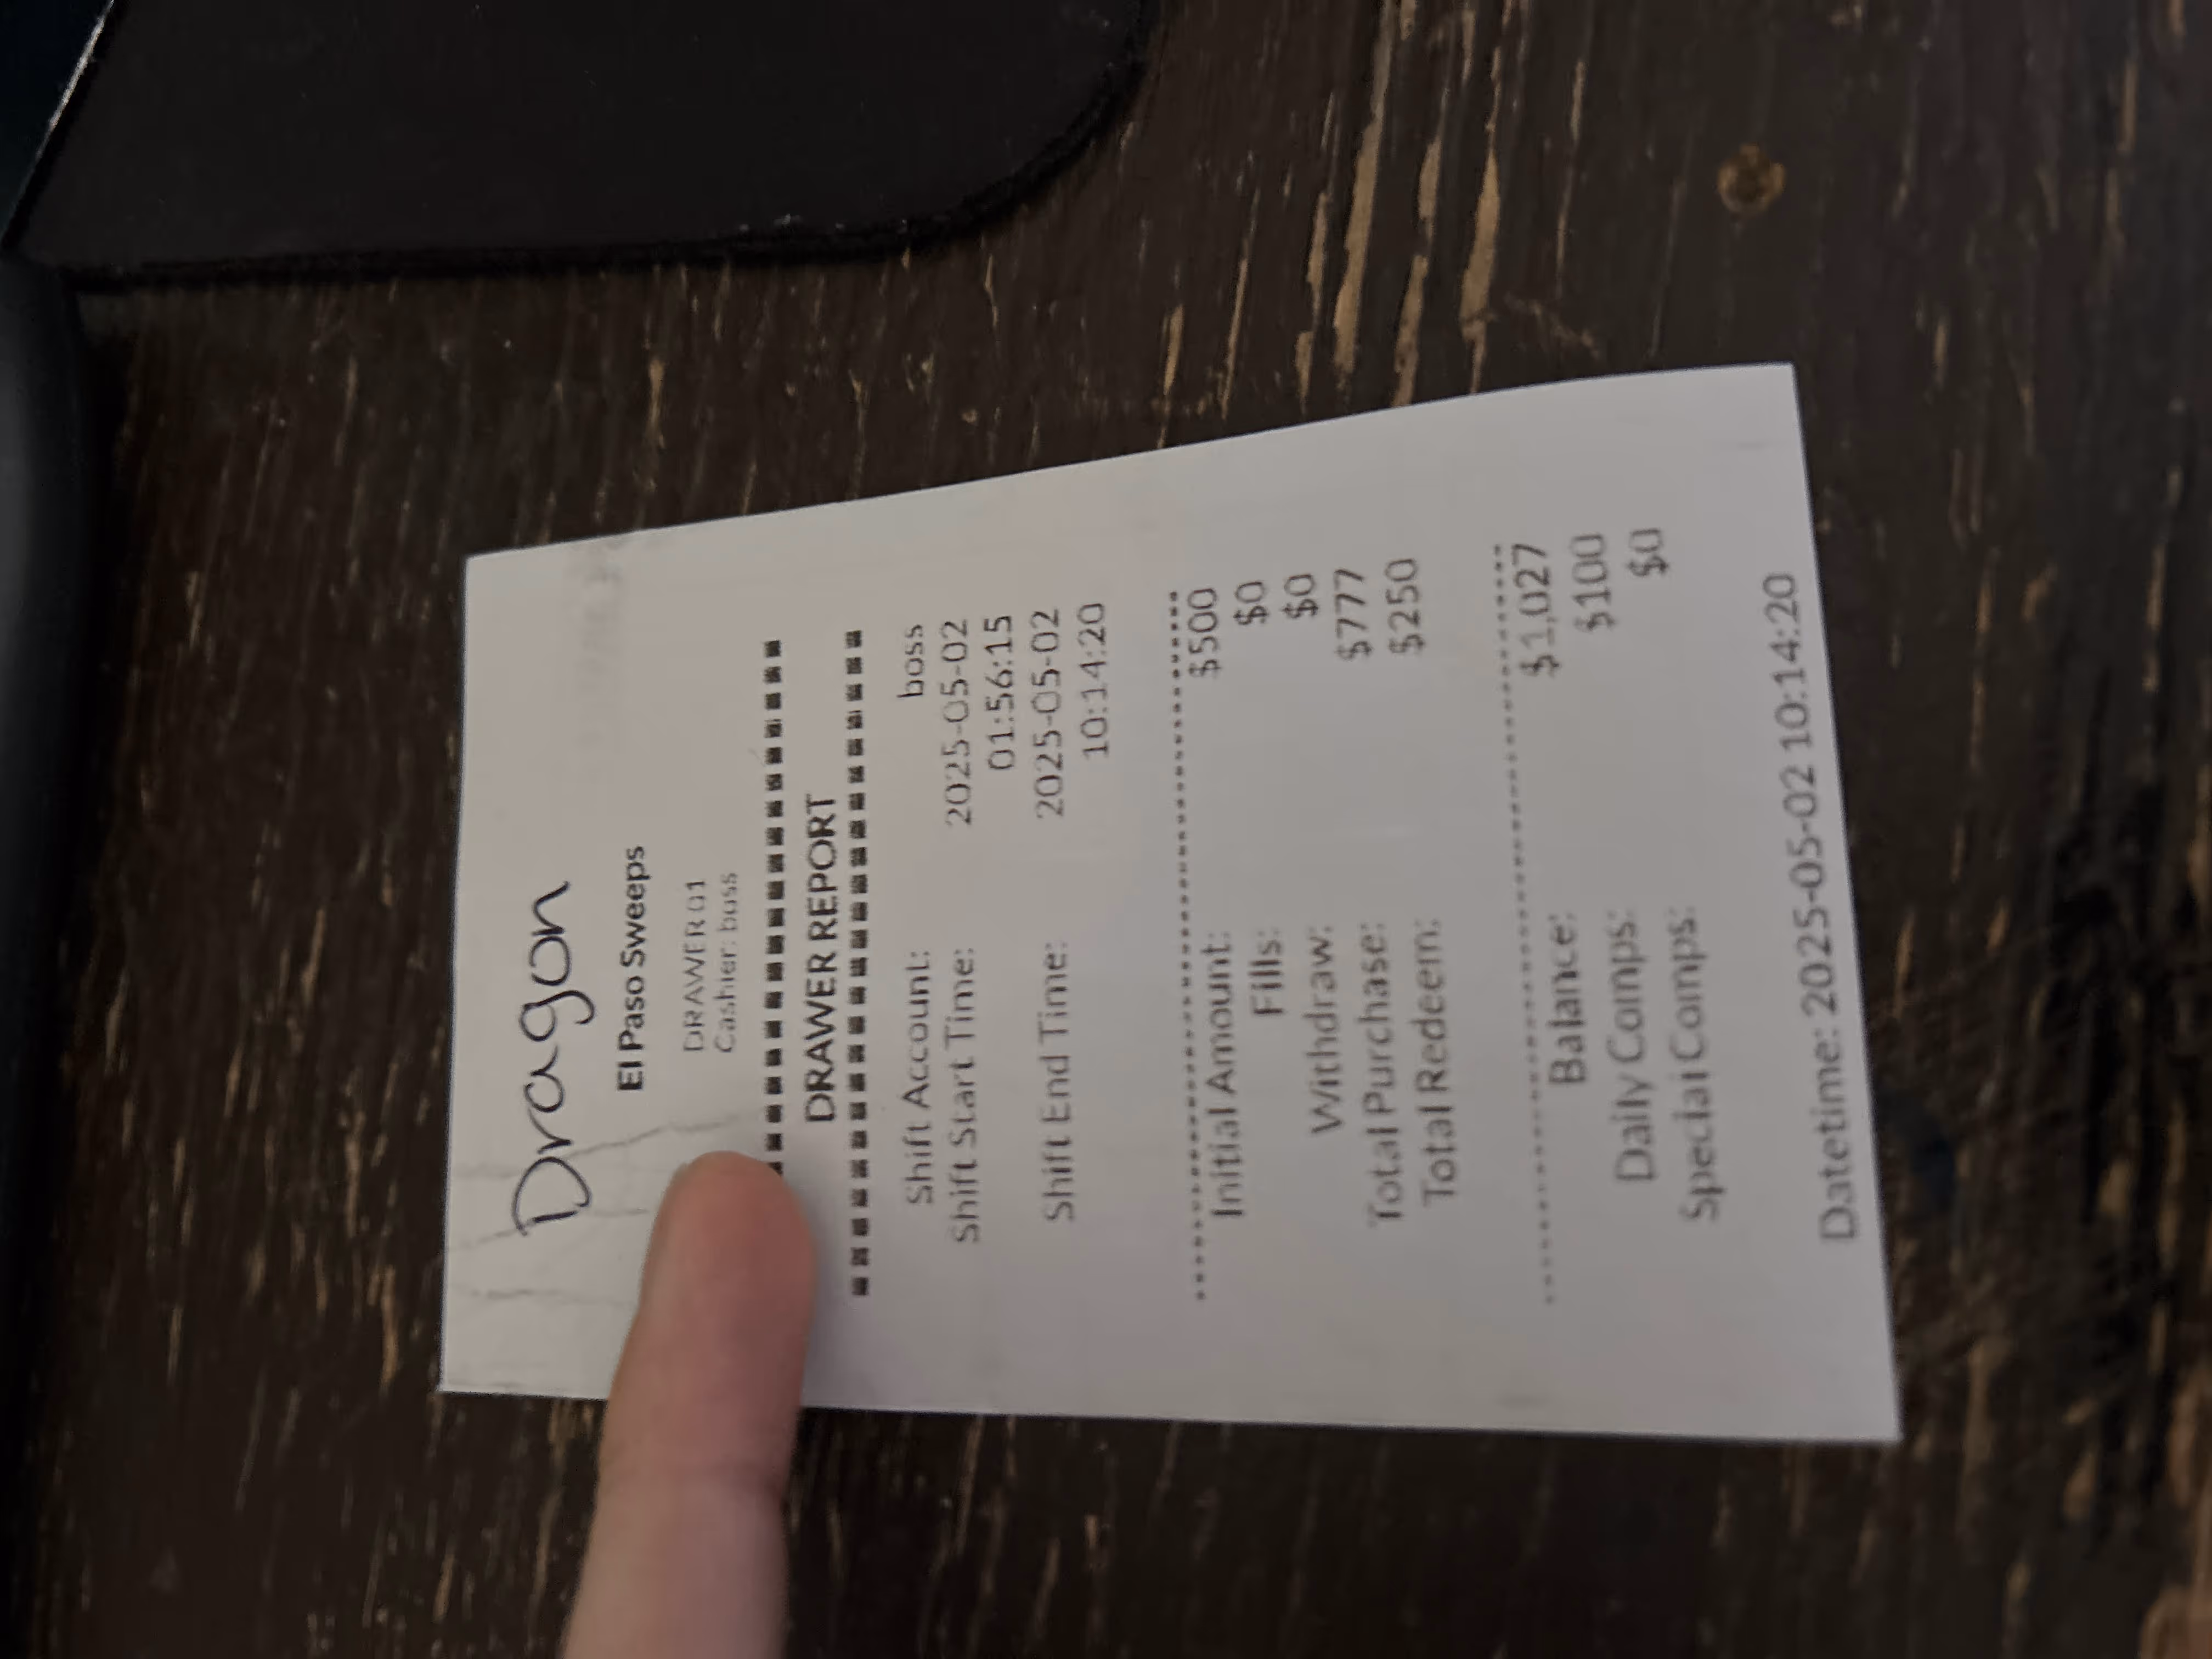 Dragon
El Paso Sweeps
DRAWER 01
Cashier: boss
DRAWER REPORT
Shift Account: boss
Shift Start Time: 2025-05-02
01:56:15
Shift End Time: 2025-05-02
10:14:20
Initial Amount: $500
Fills: $0
Withdraw: $0
Total Purchase: $777
Total Redeem: $250
Balance: $1,027
Daily Comps: $100
Special Comps: $0
Datetime: 2025-05-02 10:14:20